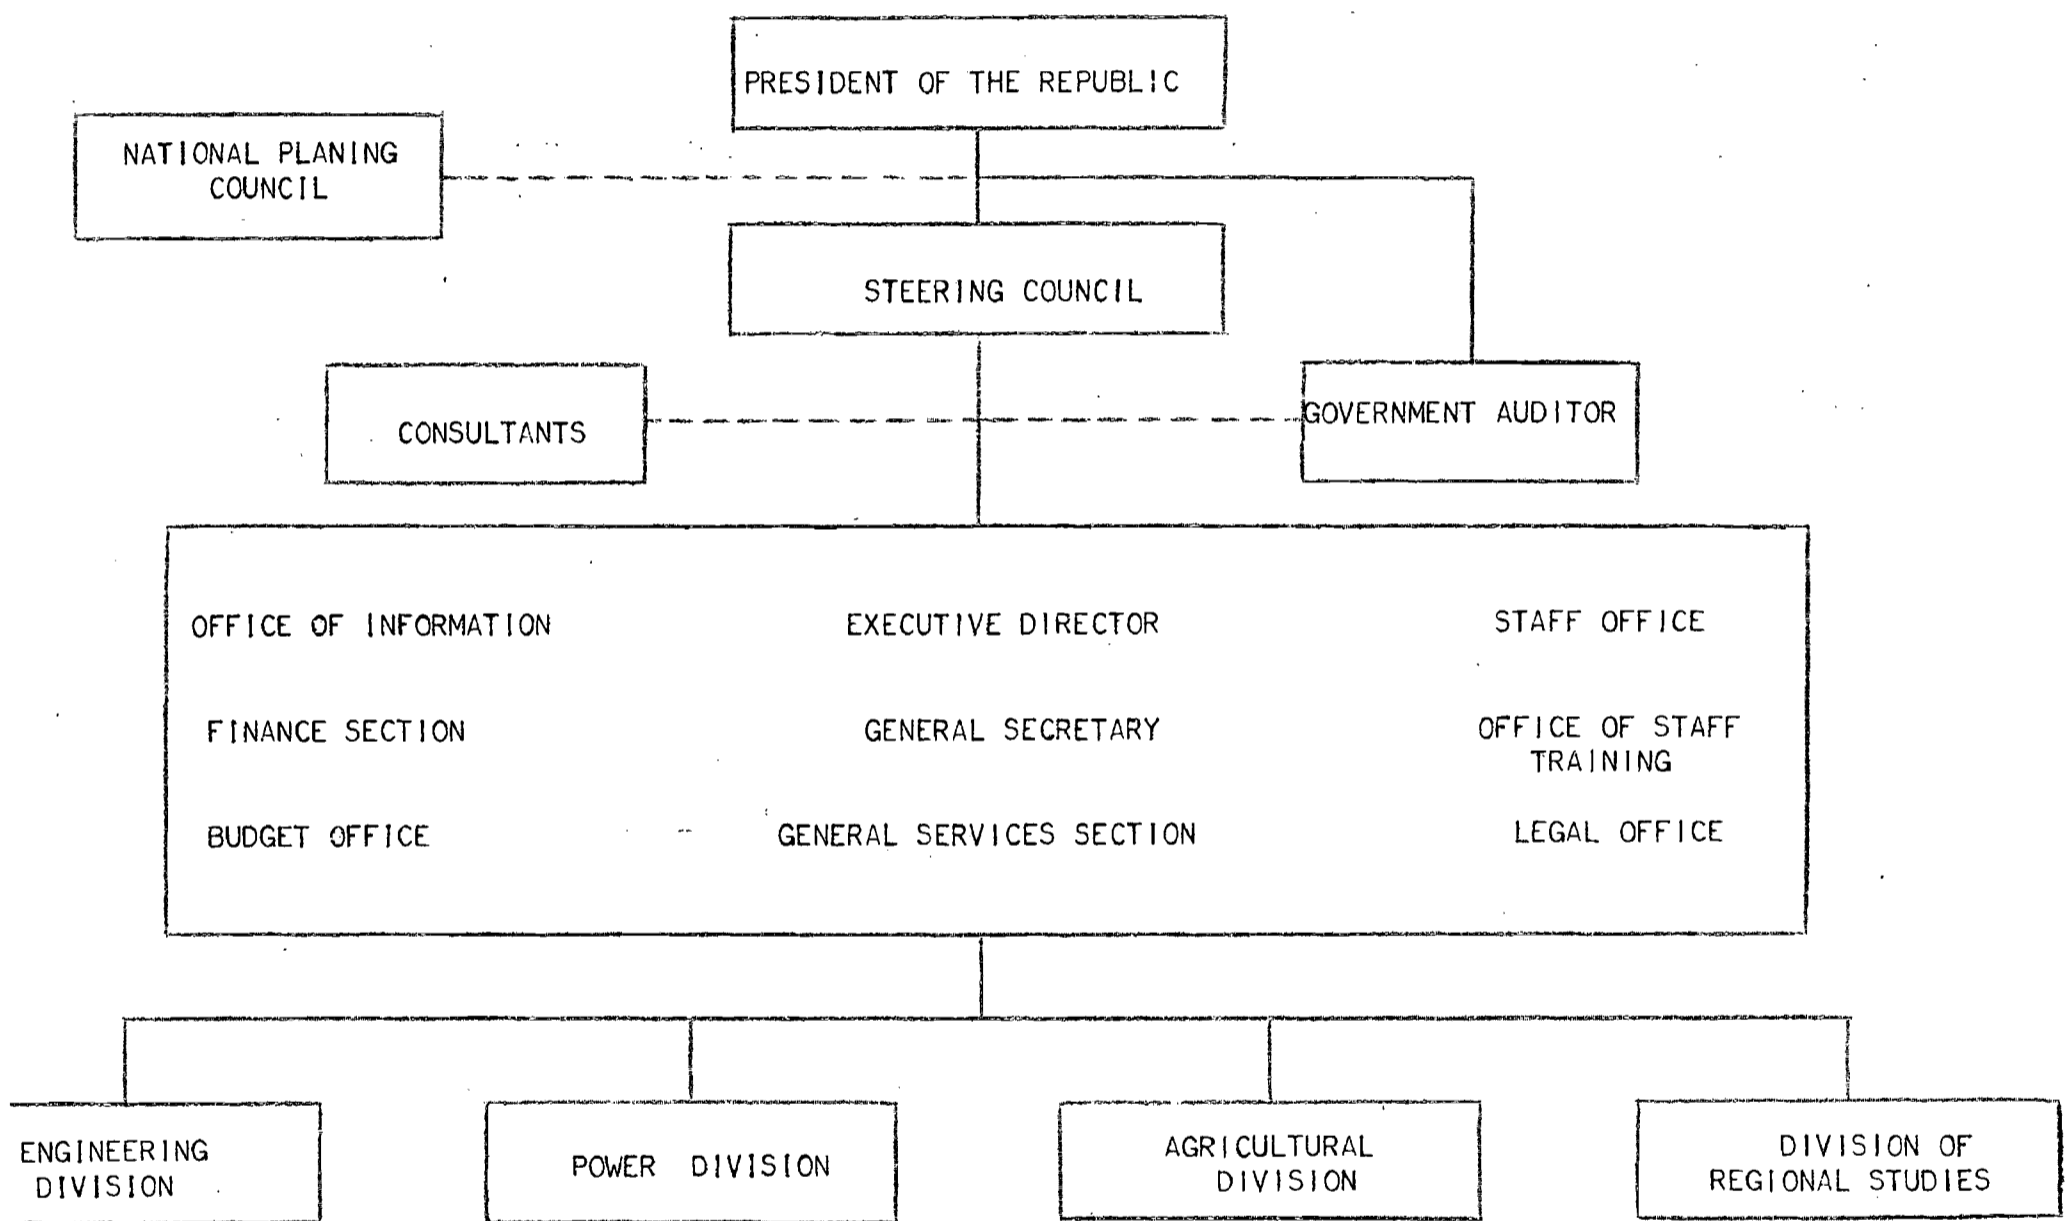 PRESIDENT OF THE REPUBLIC
NATIONAL PLANING
COUNCIL
STEERING COUNCIL
CONSULTANTS
GOVERNMENT AUDITOR
OFFICE OF INFORMATION
EXECUTIVE DIRECTOR
STAFF OFFICE
FINANCE SECTION
GENERAL SECRETARY
OFFICE OF STAFF
TRAINING
BUDGET OFFICE
GENERAL SERVICES SECTION
LEGAL OFFICE
ENGINEERING
DIVISION
POWER DIVISION
AGRICULTURAL
DIVISION
DIVISION OF
REGIONAL STUDIES